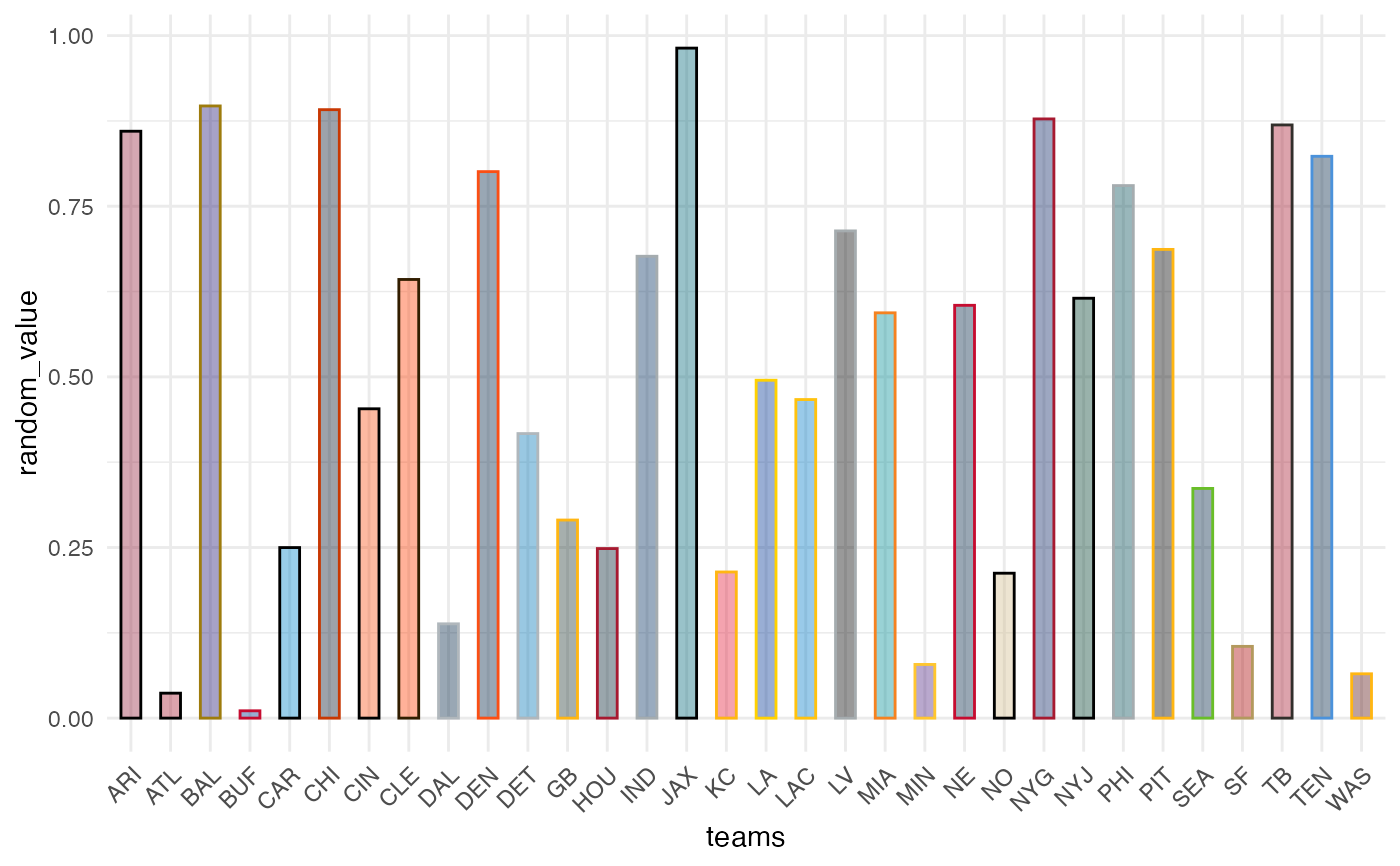 1.00
0.75
0.50
0.25
0.00
random_value
ARI ATL BAL BUF CAR CHI CIN CLE DAL DEN DET GB HOU IND JAX KC LA LAC LV MIA MIN NE NO NYG NYJ PHI PIT SEA SF TB TEN WAS
teams